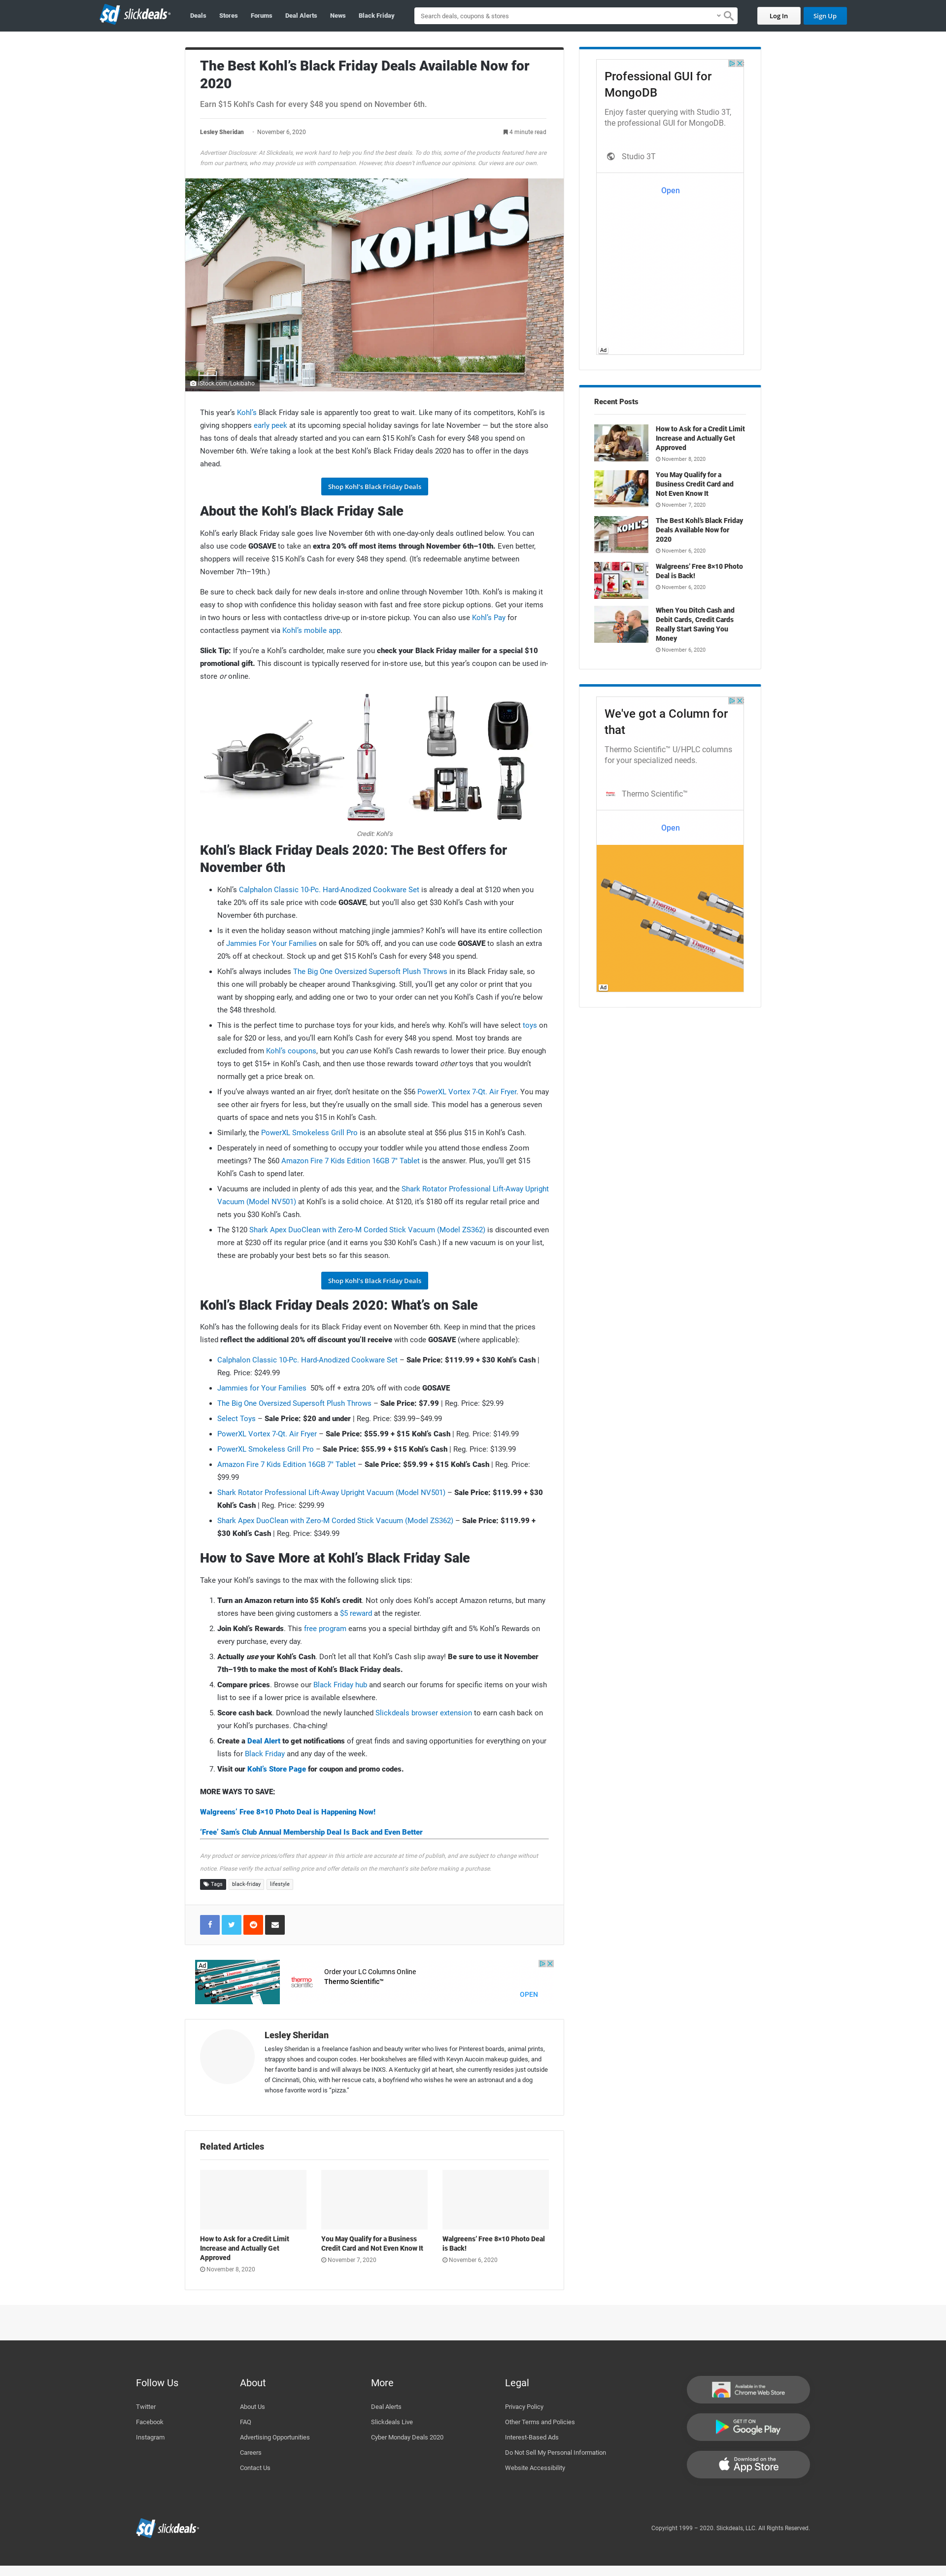 slickdeals
Deals
Stores
Forums
Deal Alerts
News
Black Friday
Search deals, coupons & stores
Log In
Sign Up
The Best Kohl’s Black Friday Deals Available Now for
2020
Earn $15 Kohl's Cash for every $48 you spend on November 6th.
Lesley Sheridan
November 6, 2020
4 minute read
Advertiser Disclosure: At Slickdeals, we work hard to help you find the best deals. To do this, some of the products featured here are
from our partners, who may provide us with compensation. However, this doesn't influence our opinions. Our views are our own.
KOHL'S
iStock.com/Lokibaho
This year’s Kohl’s Black Friday sale is apparently too great to wait. Like many of its competitors, Kohl’s is
giving shoppers early peek at its upcoming special holiday savings for late November — but the store also
has tons of deals that already started and you can earn $15 Kohl’s Cash for every $48 you spend on
November 6th. We’re taking a look at the best Kohl’s Black Friday deals 2020 has to offer in the days
ahead.
Shop Kohl’s Black Friday Deals
About the Kohl’s Black Friday Sale
Kohl’s early Black Friday sale goes live November 6th with one-day-only deals outlined below. You can
also use code GOSAVE to take an extra 20% off most items through November 6th–10th. Even better,
shoppers will receive $15 Kohl’s Cash for every $48 they spend. (It’s redeemable anytime between
November 7th–19th.)
Be sure to check back daily for new deals in-store and online through November 10th. Kohl’s is making it
easy to shop with confidence this holiday season with fast and free store pickup options. Get your items
in two hours or less with contactless drive-up or in-store pickup. You can also use Kohl’s Pay for
contactless payment via Kohl’s mobile app.
Slick Tip: If you’re a Kohl’s cardholder, make sure you check your Black Friday mailer for a special $10
promotional gift. This discount is typically reserved for in-store use, but this year’s coupon can be used in-
store or online.
Credit: Kohl’s
Kohl’s Black Friday Deals 2020: The Best Offers for
November 6th
• Kohl’s Calphalon Classic 10-Pc. Hard-Anodized Cookware Set is already a deal at $120 when you
take 20% off its sale price with code GOSAVE, but you’ll also get $30 Kohl’s Cash with your
November 6th purchase.
• Is it even the holiday season without matching jingle jammies? Kohl’s will have its entire collection
of Jammies For Your Families on sale for 50% off, and you can use code GOSAVE to slash an extra
20% off at checkout. Stock up and get $15 Kohl’s Cash for every $48 you spend.
• Kohl’s always includes The Big One Oversized Supersoft Plush Throws in its Black Friday sale, so
this one will probably be cheaper around Thanksgiving. Still, you’ll get any color or print that you
want by shopping early, and adding one or two to your order can net you Kohl’s Cash if you’re below
the $48 threshold.
• This is the perfect time to purchase toys for your kids, and here’s why. Kohl’s will have select toys on
sale for $20 or less, and you’ll earn Kohl’s Cash for every $48 you spend. Most toy brands are
excluded from Kohl’s coupons, but you can use Kohl’s Cash rewards to lower their price. Buy enough
toys to get $15+ in Kohl’s Cash, and then use those rewards toward other toys that you wouldn’t
normally get a price break on.
• If you’ve always wanted an air fryer, don’t hesitate on the $56 PowerXL Vortex 7-Qt. Air Fryer. You may
see other air fryers for less, but they’re usually on the small side. This model has a generous seven
quarts of space and nets you $15 in Kohl’s Cash.
• Similarly, the PowerXL Smokeless Grill Pro is an absolute steal at $56 plus $15 in Kohl’s Cash.
• Desperately in need of something to occupy your toddler while you attend those endless Zoom
meetings? The $60 Amazon Fire 7 Kids Edition 16GB 7″ Tablet is the answer. Plus, you’ll get $15
Kohl’s Cash to spend later.
• Vacuums are included in plenty of ads this year, and the Shark Rotator Professional Lift-Away Upright
Vacuum (Model NV501) at Kohl’s is a solid choice. At $120, it’s $180 off its regular retail price and
nets you $30 Kohl’s Cash.
• The $120 Shark Apex DuoClean with Zero-M Corded Stick Vacuum (Model ZS362) is discounted even
more at $230 off its regular price (and it earns you $30 Kohl’s Cash.) If a new vacuum is on your list,
these are probably your best bets so far this season.
Shop Kohl’s Black Friday Deals
Kohl’s Black Friday Deals 2020: What’s on Sale
Kohl’s has the following deals for its Black Friday event on November 6th. Keep in mind that the prices
listed reflect the additional 20% off discount you’ll receive with code GOSAVE (where applicable):
• Calphalon Classic 10-Pc. Hard-Anodized Cookware Set – Sale Price: $119.99 + $30 Kohl’s Cash |
Reg. Price: $249.99
• Jammies for Your Families 50% off + extra 20% off with code GOSAVE
• The Big One Oversized Supersoft Plush Throws – Sale Price: $7.99 | Reg. Price: $29.99
• Select Toys – Sale Price: $20 and under | Reg. Price: $39.99–$49.99
• PowerXL Vortex 7-Qt. Air Fryer – Sale Price: $55.99 + $15 Kohl’s Cash | Reg. Price: $149.99
• PowerXL Smokeless Grill Pro – Sale Price: $55.99 + $15 Kohl’s Cash | Reg. Price: $139.99
• Amazon Fire 7 Kids Edition 16GB 7″ Tablet – Sale Price: $59.99 + $15 Kohl’s Cash | Reg. Price:
$99.99
• Shark Rotator Professional Lift-Away Upright Vacuum (Model NV501) – Sale Price: $119.99 + $30
Kohl’s Cash | Reg. Price: $299.99
• Shark Apex DuoClean with Zero-M Corded Stick Vacuum (Model ZS362) – Sale Price: $119.99 +
$30 Kohl’s Cash | Reg. Price: $349.99
How to Save More at Kohl’s Black Friday Sale
Take your Kohl’s savings to the max with the following slick tips:
1. Turn an Amazon return into $5 Kohl’s credit. Not only does Kohl’s accept Amazon returns, but many
stores have been giving customers a $5 reward at the register.
2. Join Kohl’s Rewards. This free program earns you a special birthday gift and 5% Kohl’s Rewards on
every purchase, every day.
3. Actually use your Kohl’s Cash. Don’t let all that Kohl’s Cash slip away! Be sure to use it November
7th–19th to make the most of Kohl’s Black Friday deals.
4. Compare prices. Browse our Black Friday hub and search our forums for specific items on your wish
list to see if a lower price is available elsewhere.
5. Score cash back. Download the newly launched Slickdeals browser extension to earn cash back on
your Kohl’s purchases. Cha-ching!
6. Create a Deal Alert to get notifications of great finds and saving opportunities for everything on your
lists for Black Friday and any day of the week.
7. Visit our Kohl’s Store Page for coupon and promo codes.
MORE WAYS TO SAVE:
Walgreens’ Free 8×10 Photo Deal is Happening Now!
‘Free’ Sam’s Club Annual Membership Deal Is Back and Even Better
Any product or service prices/offers that appear in this article are accurate at time of publish, and are subject to change without
notice. Please verify the actual selling price and offer details on the merchant’s site before making a purchase.
Tags
black-friday
lifestyle
Ad
thermo
scientific
Order your LC Columns Online
Thermo Scientific™
OPEN
Lesley Sheridan
Lesley Sheridan is a freelance fashion and beauty writer who lives for Pinterest boards, animal prints,
strappy shoes and coupon codes. Her bookshelves are filled with Kevyn Aucoin makeup guides, and
her favorite band is and will always be INXS. A Kentucky girl at heart, she currently resides just outside
of Cincinnati, Ohio, with her rescue cats, a boyfriend who wishes he were an astronaut and a dog
whose favorite word is “pizza.”
Related Articles
How to Ask for a Credit Limit
Increase and Actually Get
Approved
November 8, 2020
You May Qualify for a Business
Credit Card and Not Even Know It
November 7, 2020
Walgreens’ Free 8×10 Photo Deal
is Back!
November 6, 2020
Professional GUI for
MongoDB
Enjoy faster querying with Studio 3T,
the professional GUI for MongoDB.
Studio 3T
Open
Ad
Recent Posts
How to Ask for a Credit Limit
Increase and Actually Get
Approved
November 8, 2020
You May Qualify for a
Business Credit Card and
Not Even Know It
November 7, 2020
The Best Kohl’s Black Friday
Deals Available Now for
2020
November 6, 2020
Walgreens’ Free 8×10 Photo
Deal is Back!
November 6, 2020
When You Ditch Cash and
Debit Cards, Credit Cards
Really Start Saving You
Money
November 6, 2020
We've got a Column for
that
Thermo Scientific™ U/HPLC columns
for your specialized needs.
Thermo Scientific™
Open
Ad
Follow Us
Twitter
Facebook
Instagram
About
About Us
FAQ
Advertising Opportunities
Careers
Contact Us
More
Deal Alerts
Slickdeals Live
Cyber Monday Deals 2020
Legal
Privacy Policy
Other Terms and Policies
Interest-Based Ads
Do Not Sell My Personal Information
Website Accessibility
Available in the
Chrome Web Store
GET IT ON
Google Play
Download on the
App Store
slickdeals
Copyright 1999 – 2020. Slickdeals, LLC. All Rights Reserved.